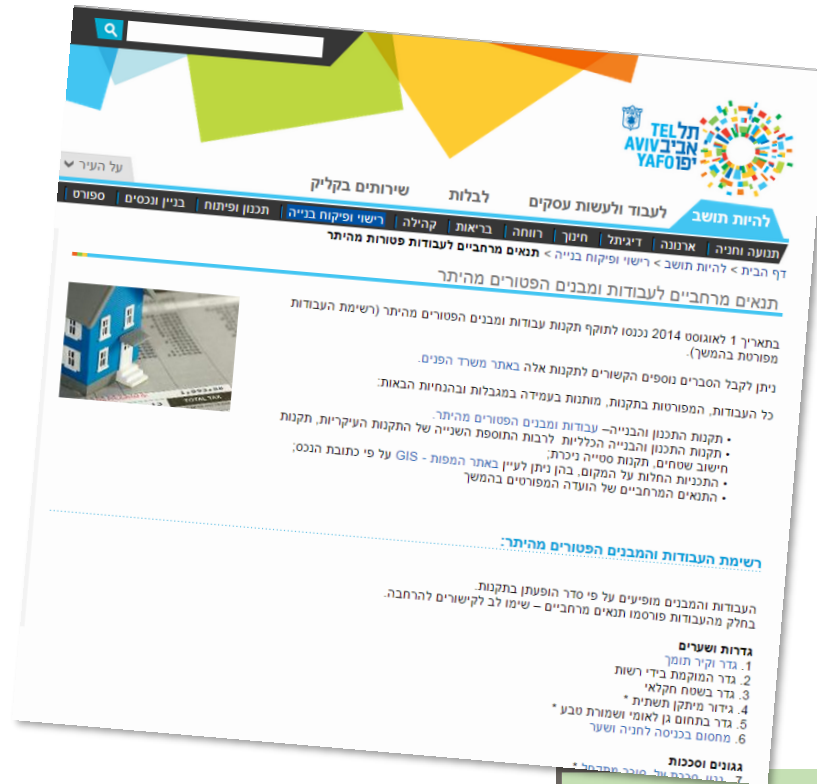 תל TEL
אביב AVIV
יפו YAFO
על העיר
להיות תושב לעבוד ולעשות עסקים לבלות שירותים בקליק
תנועה וחניה | ארנונה | דיגיתל | חינוך | רווחה | בריאות | קהילה | רישוי ופיקוח בנייה | תכנון ופיתוח | בניין ונכסים | ספורט
דף הבית > להיות תושב > רישוי ופיקוח בנייה > תנאים מרחביים לעבודות פטורות מהיתר
תנאים מרחביים לעבודות ומבנים הפטורים מהיתר
בתאריך 1 לאוגוסט 2014 נכנסו לתוקף תקנות עבודות ומבנים הפטורים מהיתר (רשימת העבודות
מפורטת בהמשך).
ניתן לקבל הסברים נוספים הקשורים לתקנות אלה באתר משרד הפנים.
כל העבודות, המפורטות בתקנות, מותנות בעמידה במגבלות ובהנחיות הבאות:
• תקנות התכנון והבנייה– עבודות ומבנים הפטורים מהיתר.
• תקנות התכנון והבנייה הכלליות לרבות התוספת השנייה של התקנות העיקריות, תקנות
חישוב שטחים, תקנות סטייה ניכרת;
• התכניות החלות על המקום, בהן ניתן לעיין באתר המפות - GIS על פי כתובת הנכס;
• התנאים המרחביים של הועדה המפורטים בהמשך
TOTAL TAX
רשימת העבודות והמבנים הפטורים מהיתר:
העבודות והמבנים מופיעים על פי סדר הופעתן בתקנות.
בחלק מהעבודות פורסמו תנאים מרחביים – שימו לב לקישורים להרחבה.
גדרות ושערים
1. גדר וקיר תומך
2. גדר המוקמת בידי רשות
3. גדר בשטח חקלאי
4. גידור מיתקן תשתית *
5. גדר בתחום גן לאומי ושמורת טבע *
6. מחסום בכניסה לחניה ושער
גגונים וסככות